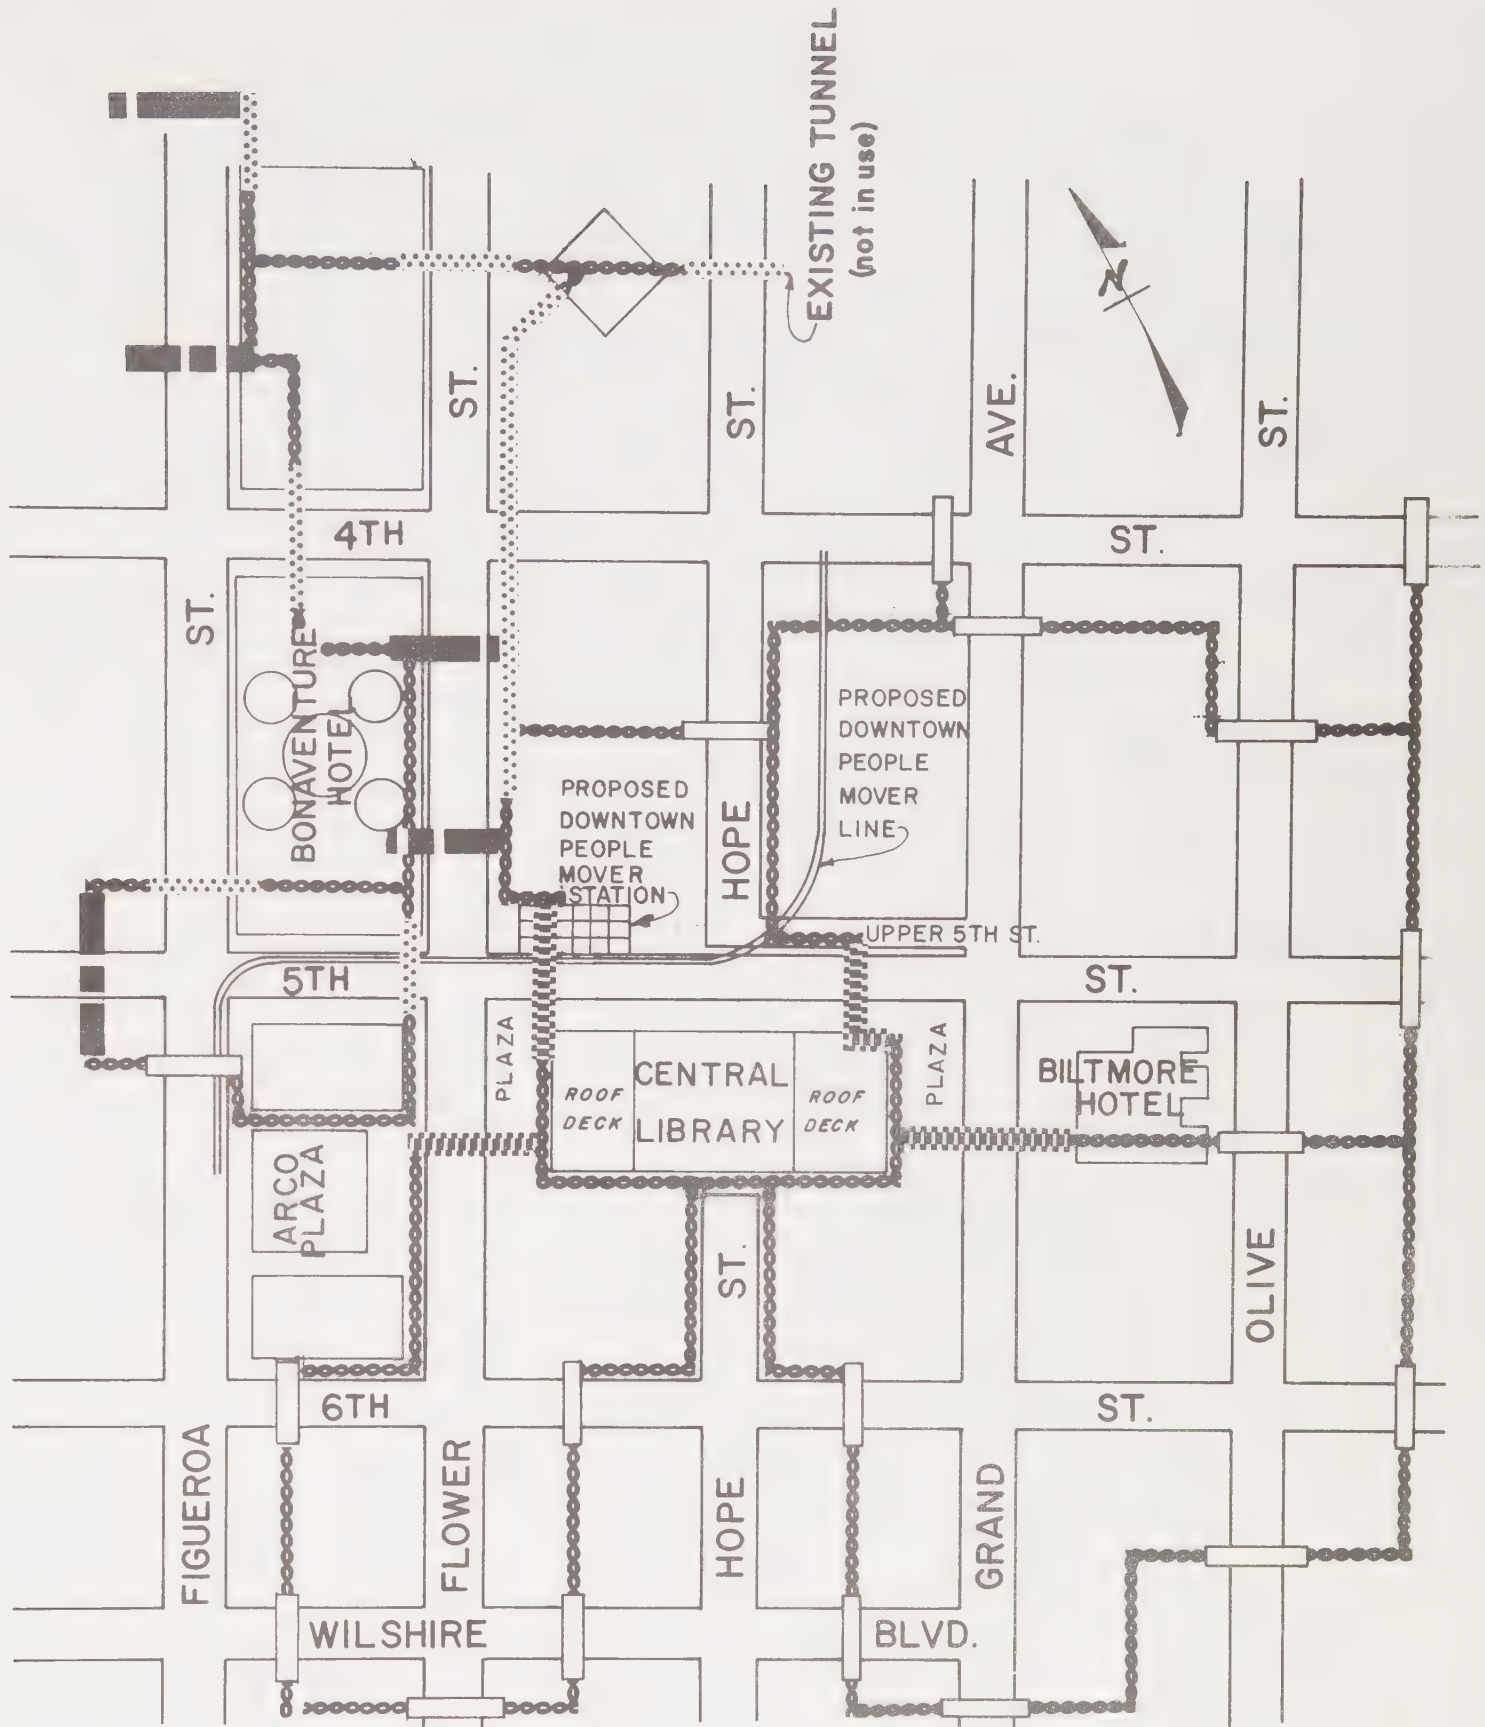 EXISTING TUNNEL
(not in use)
N
ST.
ST.
AVE.
ST.
4TH
ST.
ST.
BONAVENTURE
HOTEL
PROPOSED
DOWNTOWN
PEOPLE
MOVER
STATION
HOPE
PROPOSED
DOWNTOWN
PEOPLE
MOVER
LINE
UPPER 5TH ST.
5TH
ST.
PLAZA
ROOF
DECK
CENTRAL
LIBRARY
ROOF
DECK
PLAZA
BILTMORE
HOTEL
ARCO
PLAZA
ST.
OLIVE
6TH
ST.
FIGUEROA
FLOWER
HOPE
GRAND
WILSHIRE
BLVD.